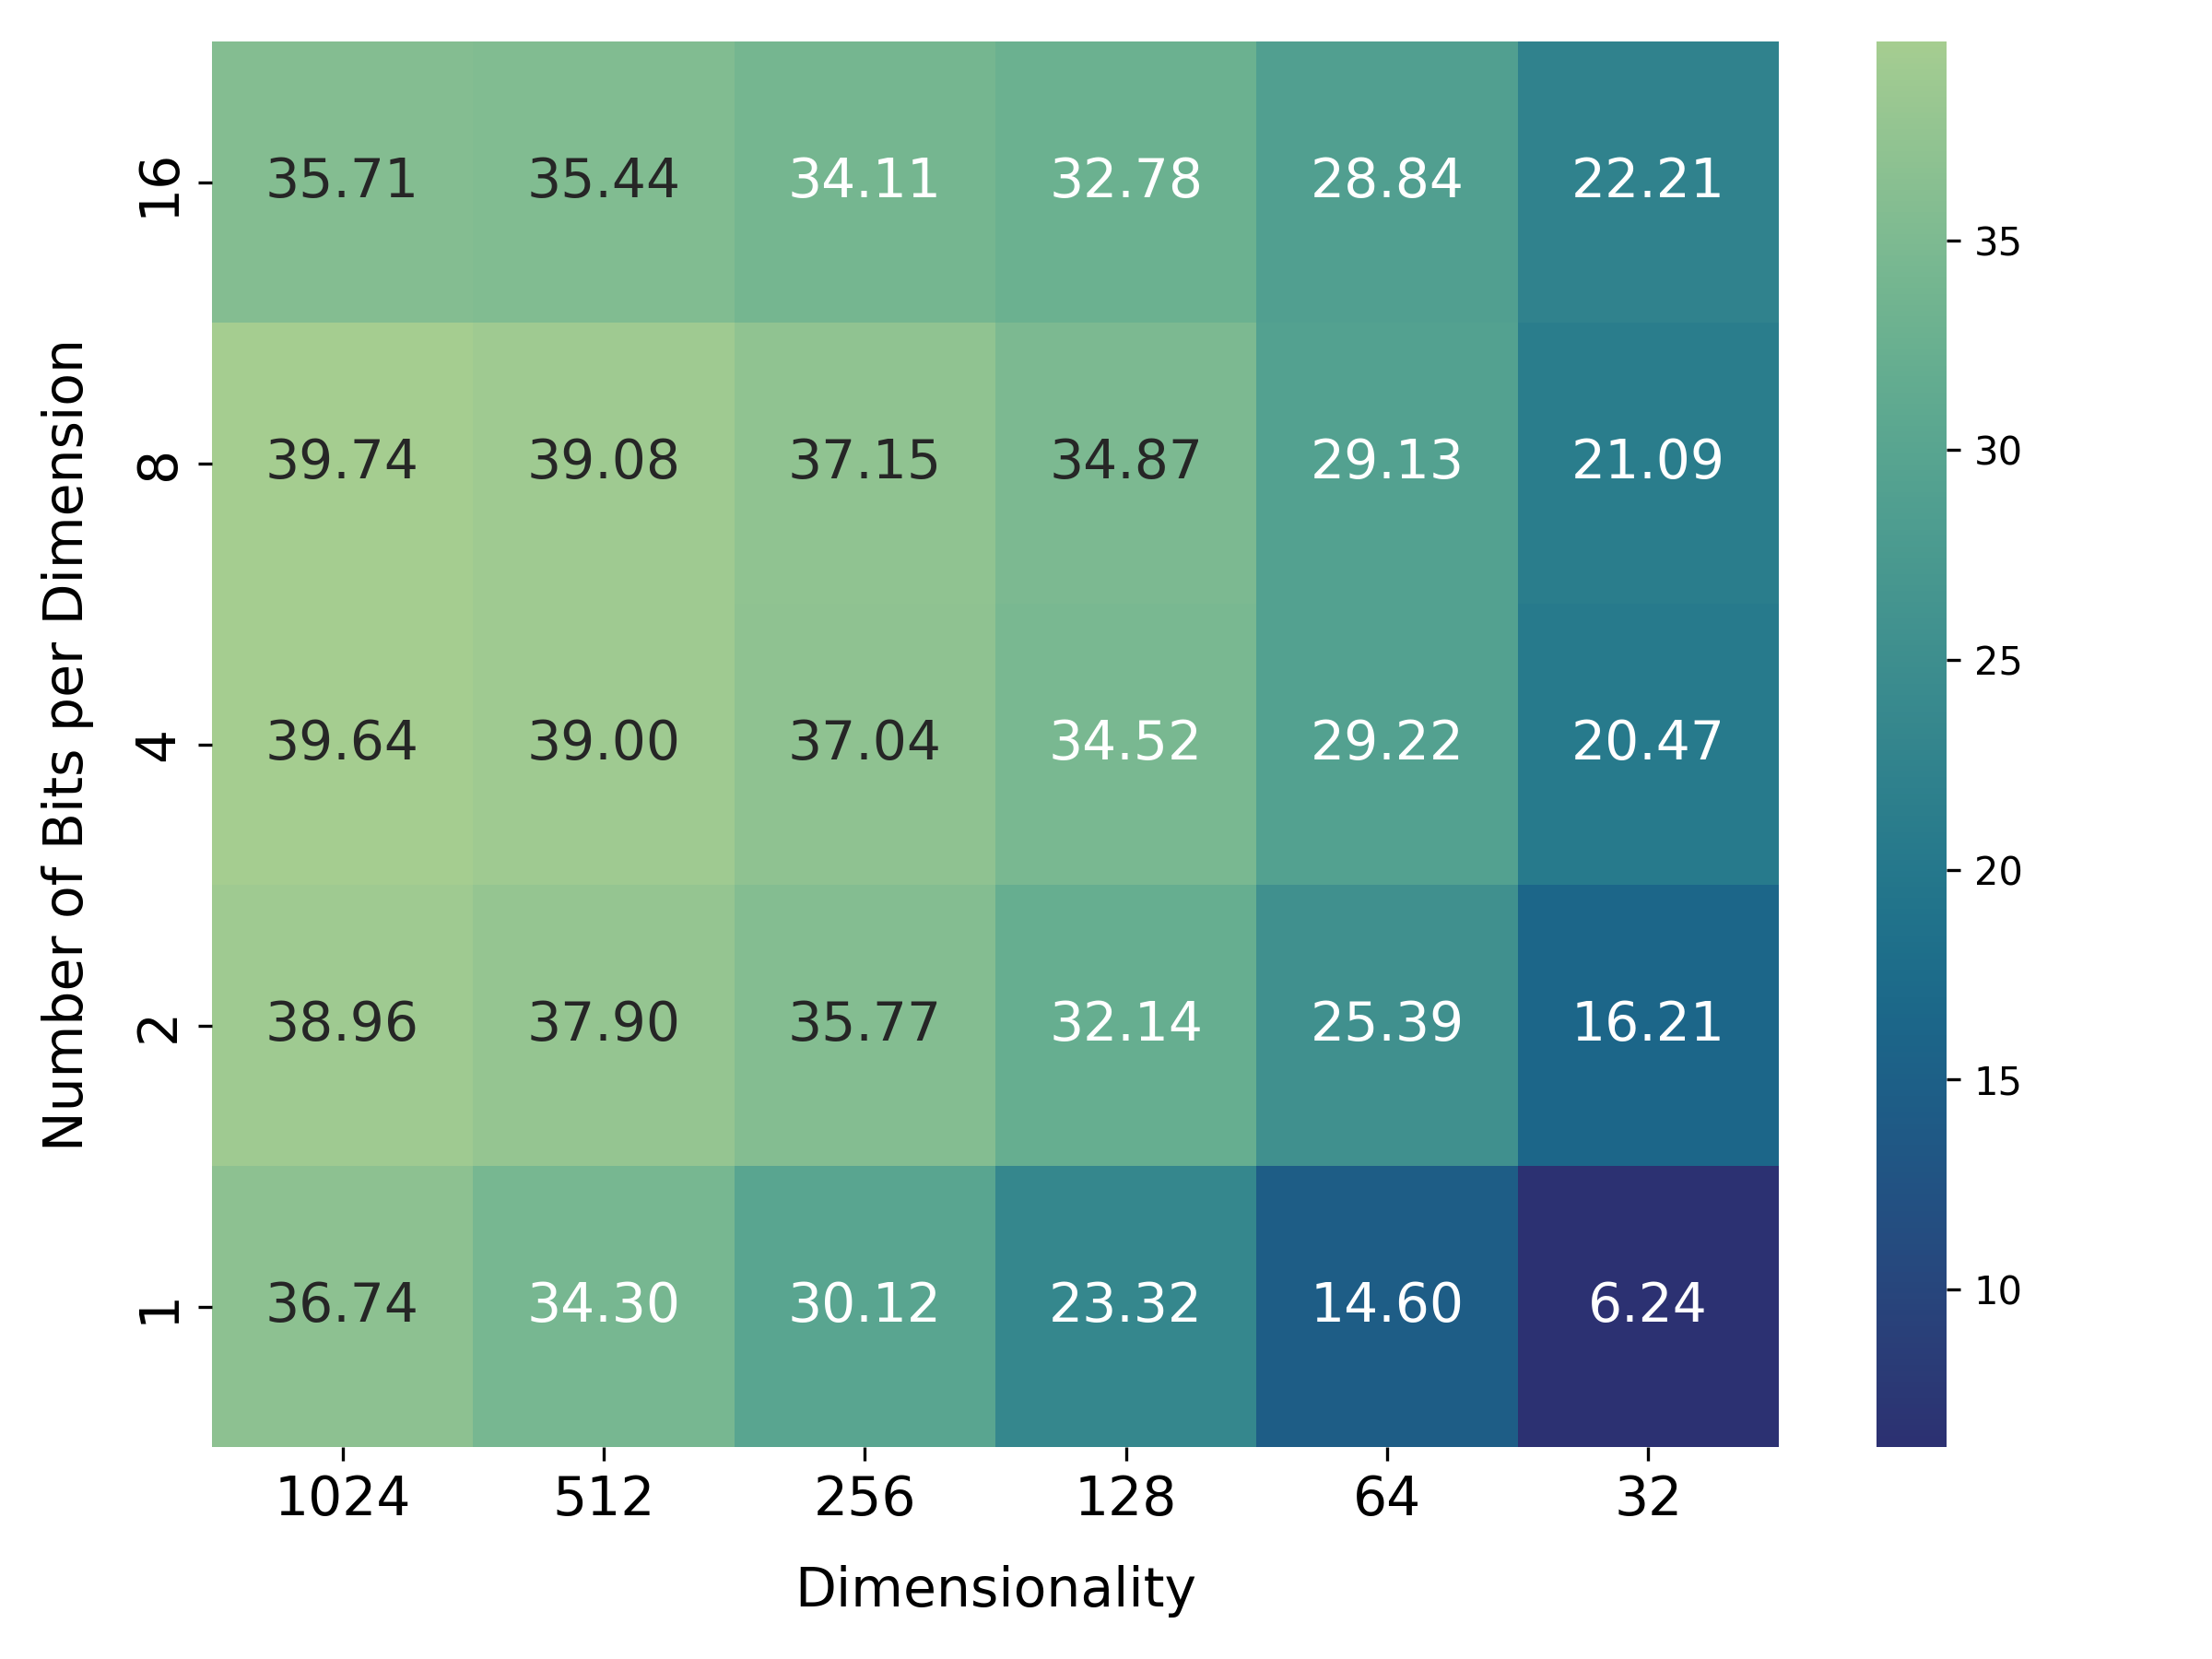 Number of Bits per Dimension
16 35.71 35.44 34.11 32.78 28.84 22.21
8 39.74 39.08 37.15 34.87 29.13 21.09
4 39.64 39.00 37.04 34.52 29.22 20.47
2 38.96 37.90 35.77 32.14 25.39 16.21
1 36.74 34.30 30.12 23.32 14.60 6.24
1024 512 256 128 64 32
Dimensionality
35
30
25
20
15
10